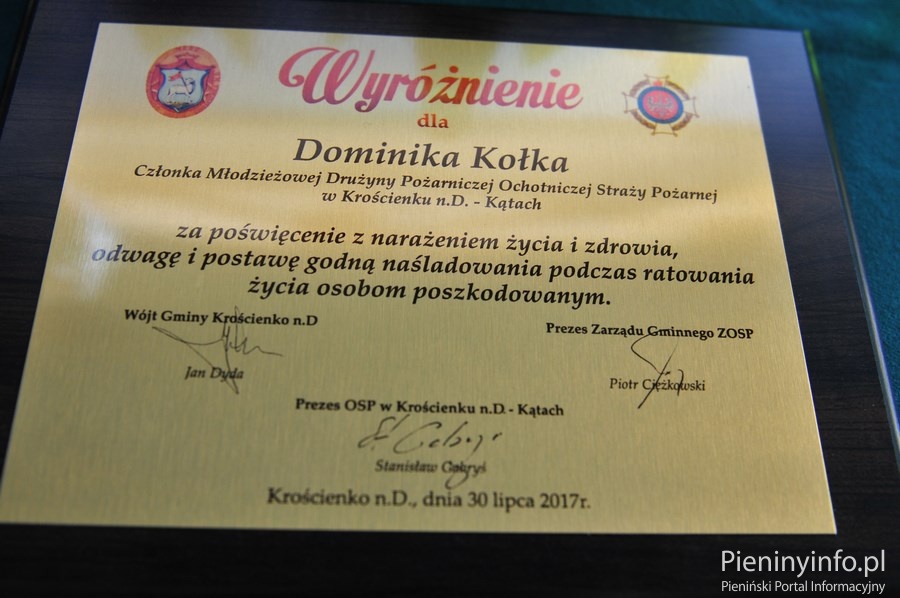 Wyróżnienie
dla
Dominika Kołka
Członka Młodzieżowej Drużyny Pożarniczej Ochotniczej Straży Pożarnej
w Krościenku n.D. - Kątach
za poświęcenie z narażeniem życia i zdrowia,
odwagę i postawę godną naśladowania podczas ratowania
życia osobom poszkodowanym.
Wójt Gminy Krościenko n.D
Jan Dyda
Prezes Zarządu Gminnego ZOSP
Piotr Ciężkowski
Prezes OSP w Krościenku n.D. - Kątach
Stanisław Gabryś
Krościenko n.D., dnia 30 lipca 2017r.
Pieninyinfo.pl
Pieniński Portal Informacyjny